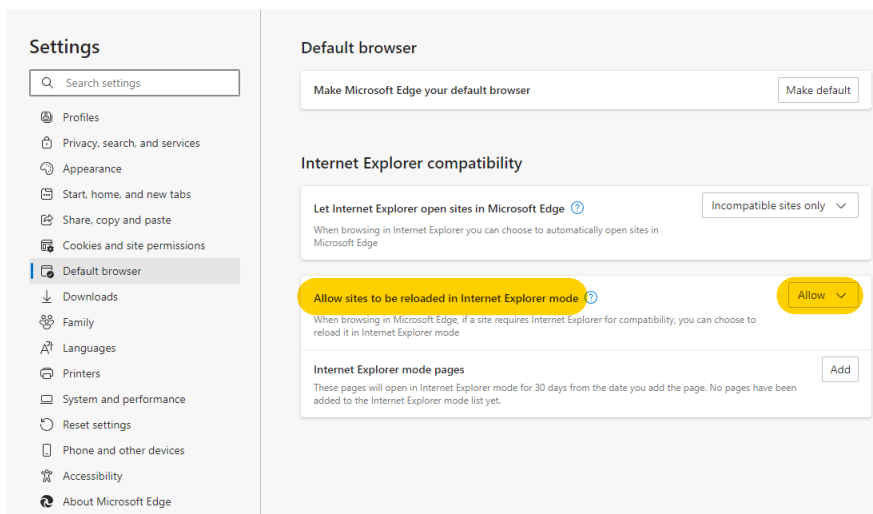 Settings
Search settings
Profiles
Privacy, search, and services
Appearance
Start, home, and new tabs
Share, copy and paste
Cookies and site permissions
Default browser
Downloads
Family
Languages
Printers
System and performance
Reset settings
Phone and other devices
Accessibility
About Microsoft Edge
Default browser
Make Microsoft Edge your default browser
Make default
Internet Explorer compatibility
Let Internet Explorer open sites in Microsoft Edge
Incompatible sites only
When browsing in Internet Explorer you can choose to automatically open sites in
Microsoft Edge
Allow sites to be reloaded in Internet Explorer mode
Allow
When browsing in Microsoft Edge, if a site requires Internet Explorer for compatibility, you can choose to
reload it in Internet Explorer mode
Internet Explorer mode pages
Add
These pages will open in Internet Explorer mode for 30 days from the date you add the page. No pages have been
added to the Internet Explorer mode list yet.